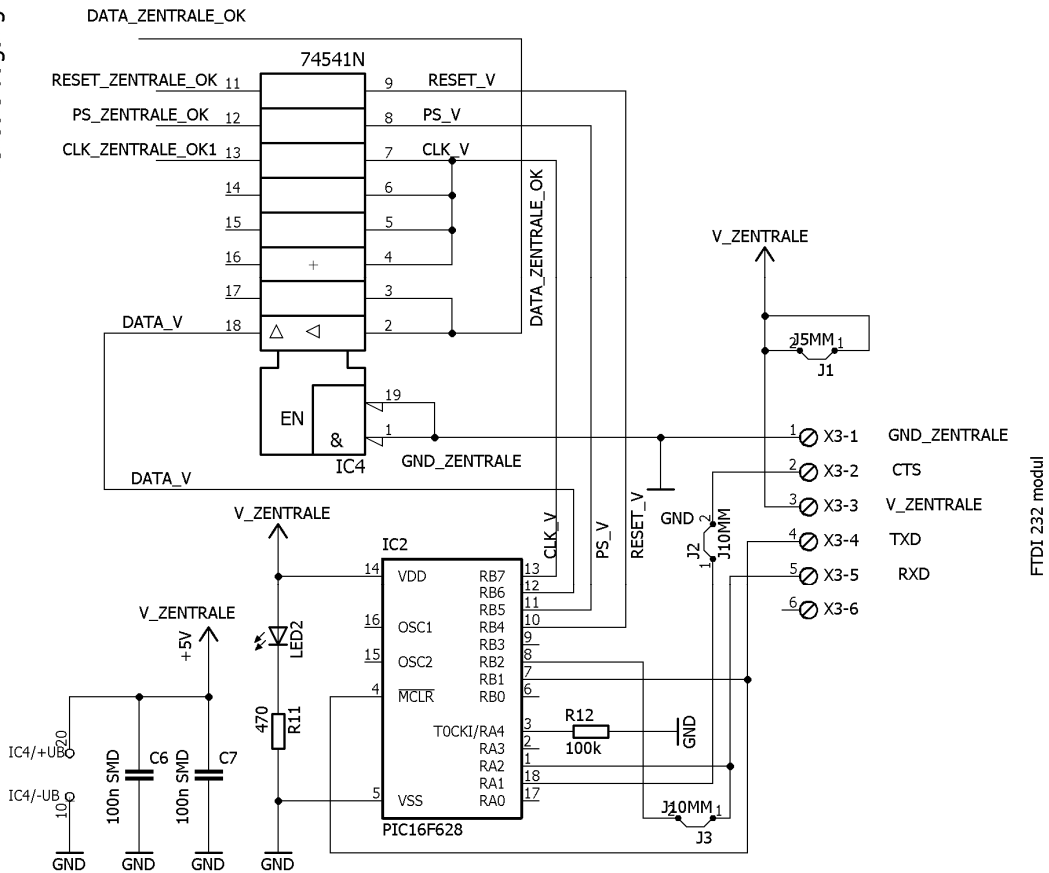 DATA_ZENTRALE_OK
74541N
RESET_ZENTRALE_OK 11 9 RESET_V
PS_ZENTRALE_OK 12 8 PS_V
CLK_ZENTRALE_OK1 13 7 CLK_V
14 6
15 5
16 + 4
17 3
DATA_V 18 2
DATA_ZENTRALE_OK
EN & 19
1
IC4
GND_ZENTRALE
DATA_V
V_ZENTRALE
J5MM
2 1
J1
1 X3-1 GND_ZENTRALE
2 X3-2 CTS
3 X3-3 V_ZENTRALE
4 X3-4 TXD
5 X3-5 RXD
6 X3-6
FTDI 232 modul
GND
2
J10MM
J2
1
CLK_V
PS_V
RESET_V
V_ZENTRALE
LED2
470
R11
GND
IC2
14 VDD RB7 13
RB6 12
RB5 11
16 OSC1 RB4 10
RB3 9
15 OSC2 RB2 8
RB1 7
4 MCLR RB0 6
T0CKI/RA4 3
RA3 2
RA2 1
RA1 18
5 VSS RA0 17
PIC16F628
R12
100k
GND
J10MM
2 1
J3
V_ZENTRALE
+5V
IC4/+UB 20
IC4/-UB 10
100n SMD C6
100n SMD C7
GND
GND
GND